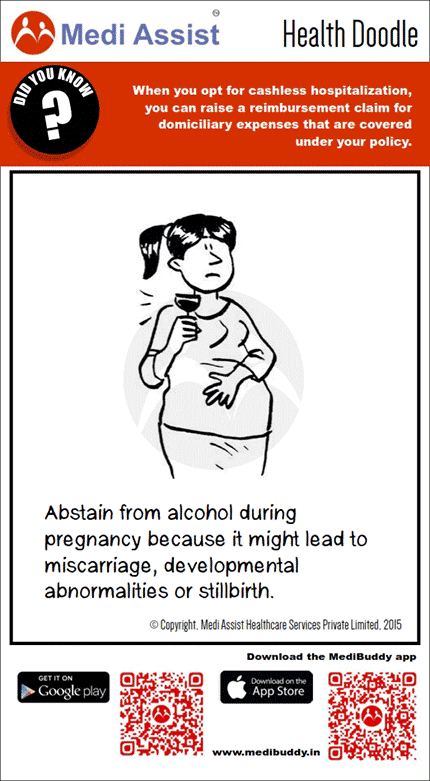 Medi Assist
Health Doodle
DID YOU KNOW
?
When you opt for cashless hospitalization,
you can raise a reimbursement claim for
domiciliary expenses that are covered
under your policy.
Abstain from alcohol during
pregnancy because it might lead to
miscarriage, developmental
abnormalities or stillbirth.
© Copyright, Medi Assist Healthcare Services Private Limited, 2015
Download the MediBuddy app
GET IT ON
Google play
Download on the
App Store
www.medibuddy.in